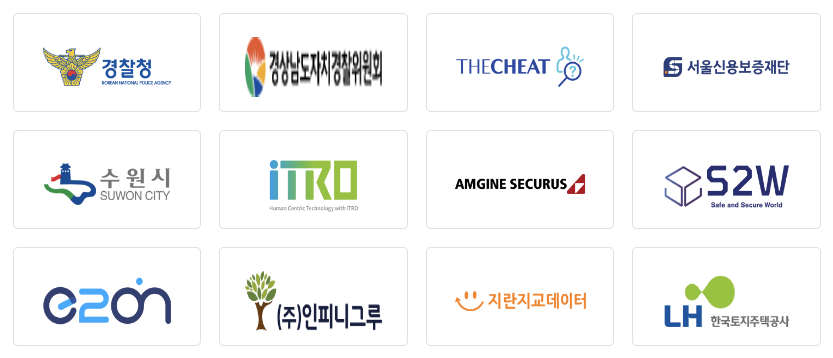 경찰청
KOREAN NATIONAL POLICE AGENCY
경상남도자치경찰위원회
THECHEAT
?
서울신용보증재단
수원시
SUWON CITY
iTRO
Human Centric Technology with iTRO
AMGINE SECURUS
S2W
Safe and Secure World
e2on
(주)인피니그루
지란지교데이터
LH 한국토지주택공사